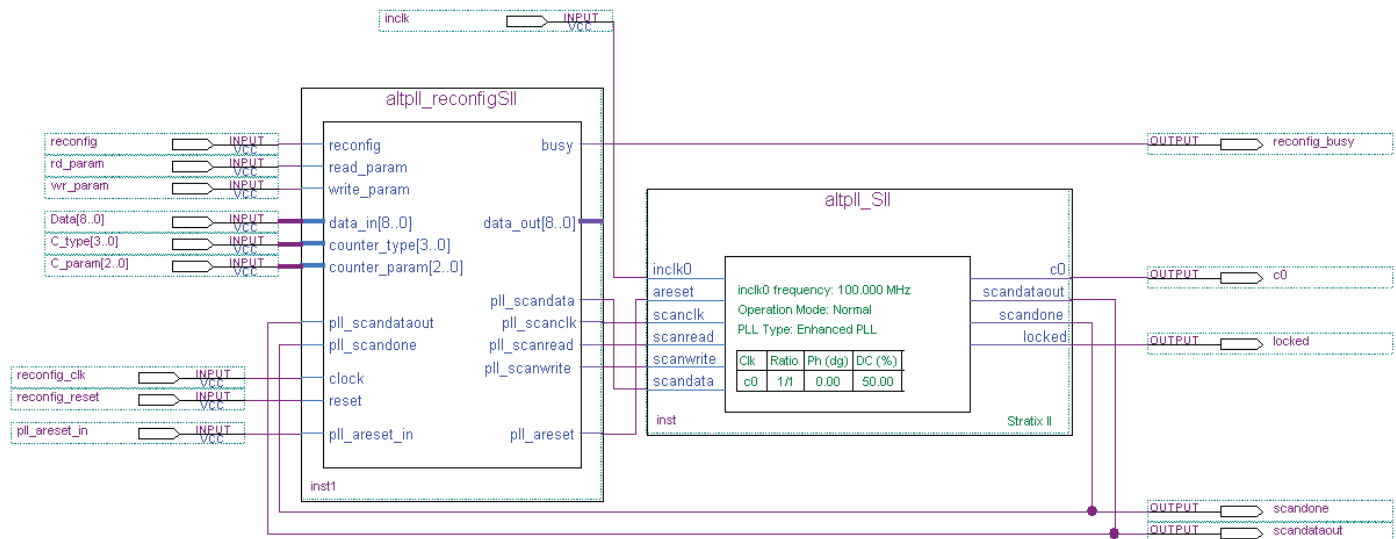 inclk INPUT VCC
altpll_reconfigSII
reconfig INPUT VCC
rd_param INPUT VCC
wr_param INPUT VCC
Data[8..0] INPUT VCC
C_type[3..0] INPUT VCC
C_param[2..0] INPUT VCC
reconfig_clk INPUT VCC
reconfig_reset INPUT VCC
pll_areset_in INPUT VCC
reconfig busy
read_param
write_param
data_in[8..0] data_out[8..0]
counter_type[3..0]
counter_param[2..0]
pll_scandata
pll_scandataout pll_scanclk
pll_scandone pll_scanread
pll_scanwrite
clock
reset
pll_areset_in pll_areset
inst1
altpll_SII
inclk0 c0
areset scandataout
scanclk scandone
scanread locked
scanwrite
scandata
inclk0 frequency: 100.000 MHz
Operation Mode: Normal
PLL Type: Enhanced PLL
Clk Ratio Ph (dg) DC (%)
c0 1/1 0.00 50.00
inst Stratix II
OUTPUT reconfig_busy
OUTPUT c0
OUTPUT locked
OUTPUT scandone
OUTPUT scandataout